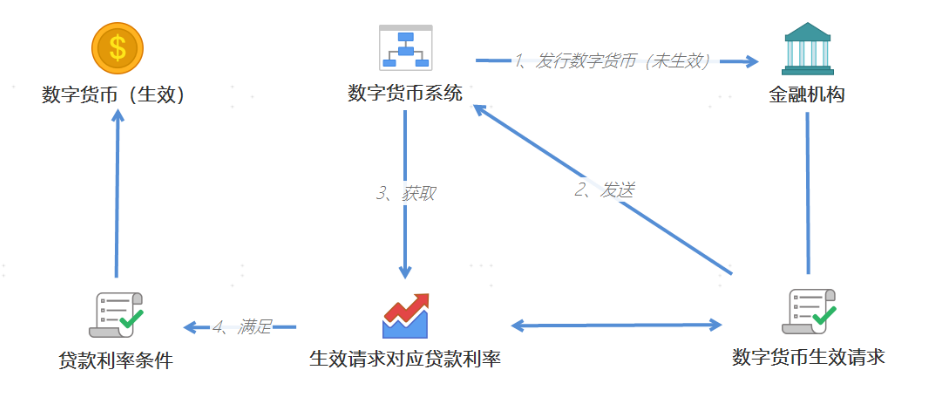 1、发行数字货币（未生效）
数字货币（生效）
数字货币系统
金融机构
3、获取
2、发送
4、满足
贷款利率条件
生效请求对应贷款利率
数字货币生效请求